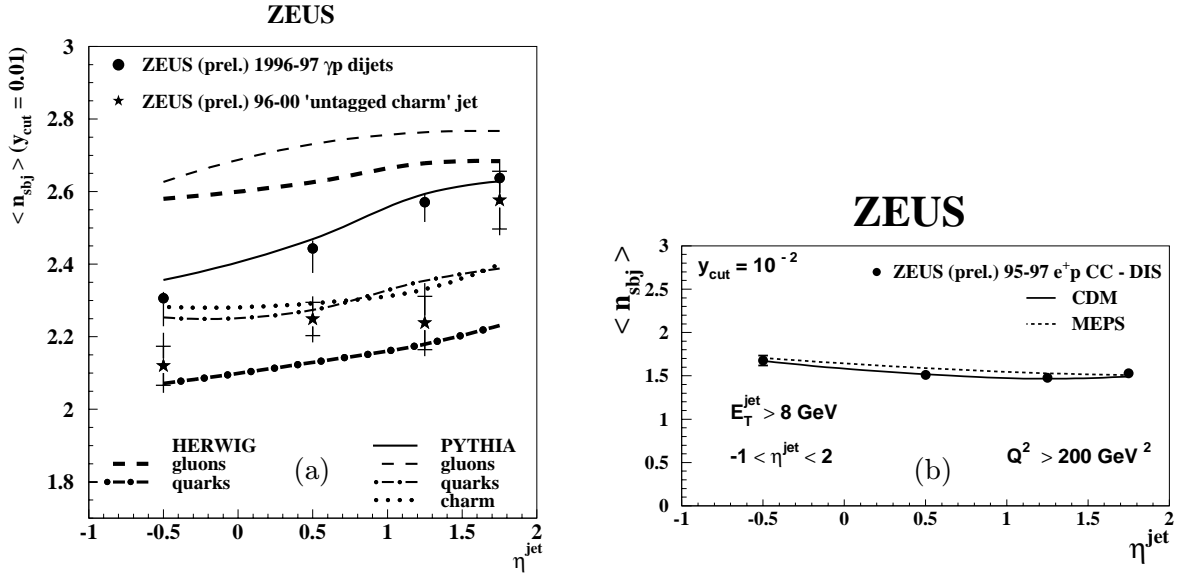 ZEUS
< n_sbj > (y_cut = 0.01)
3
2.8
2.6
2.4
2.2
2
1.8
● ZEUS (prel.) 1996-97 γp dijets
★ ZEUS (prel.) 96-00 'untagged charm' jet
HERWIG
gluons
quarks
(a)
PYTHIA
gluons
quarks
charm
-1 -0.5 0 0.5 1 1.5 2
η^jet
ZEUS
< n_sbj >
3
2.5
2
1.5
1
0.5
0
y_cut = 10^-2
● ZEUS (prel.) 95-97 e^+p CC - DIS
CDM
MEPS
E_T^jet > 8 GeV
-1 < η^jet < 2
(b)
Q^2 > 200 GeV^2
-1 -0.5 0 0.5 1 1.5 2
η^jet